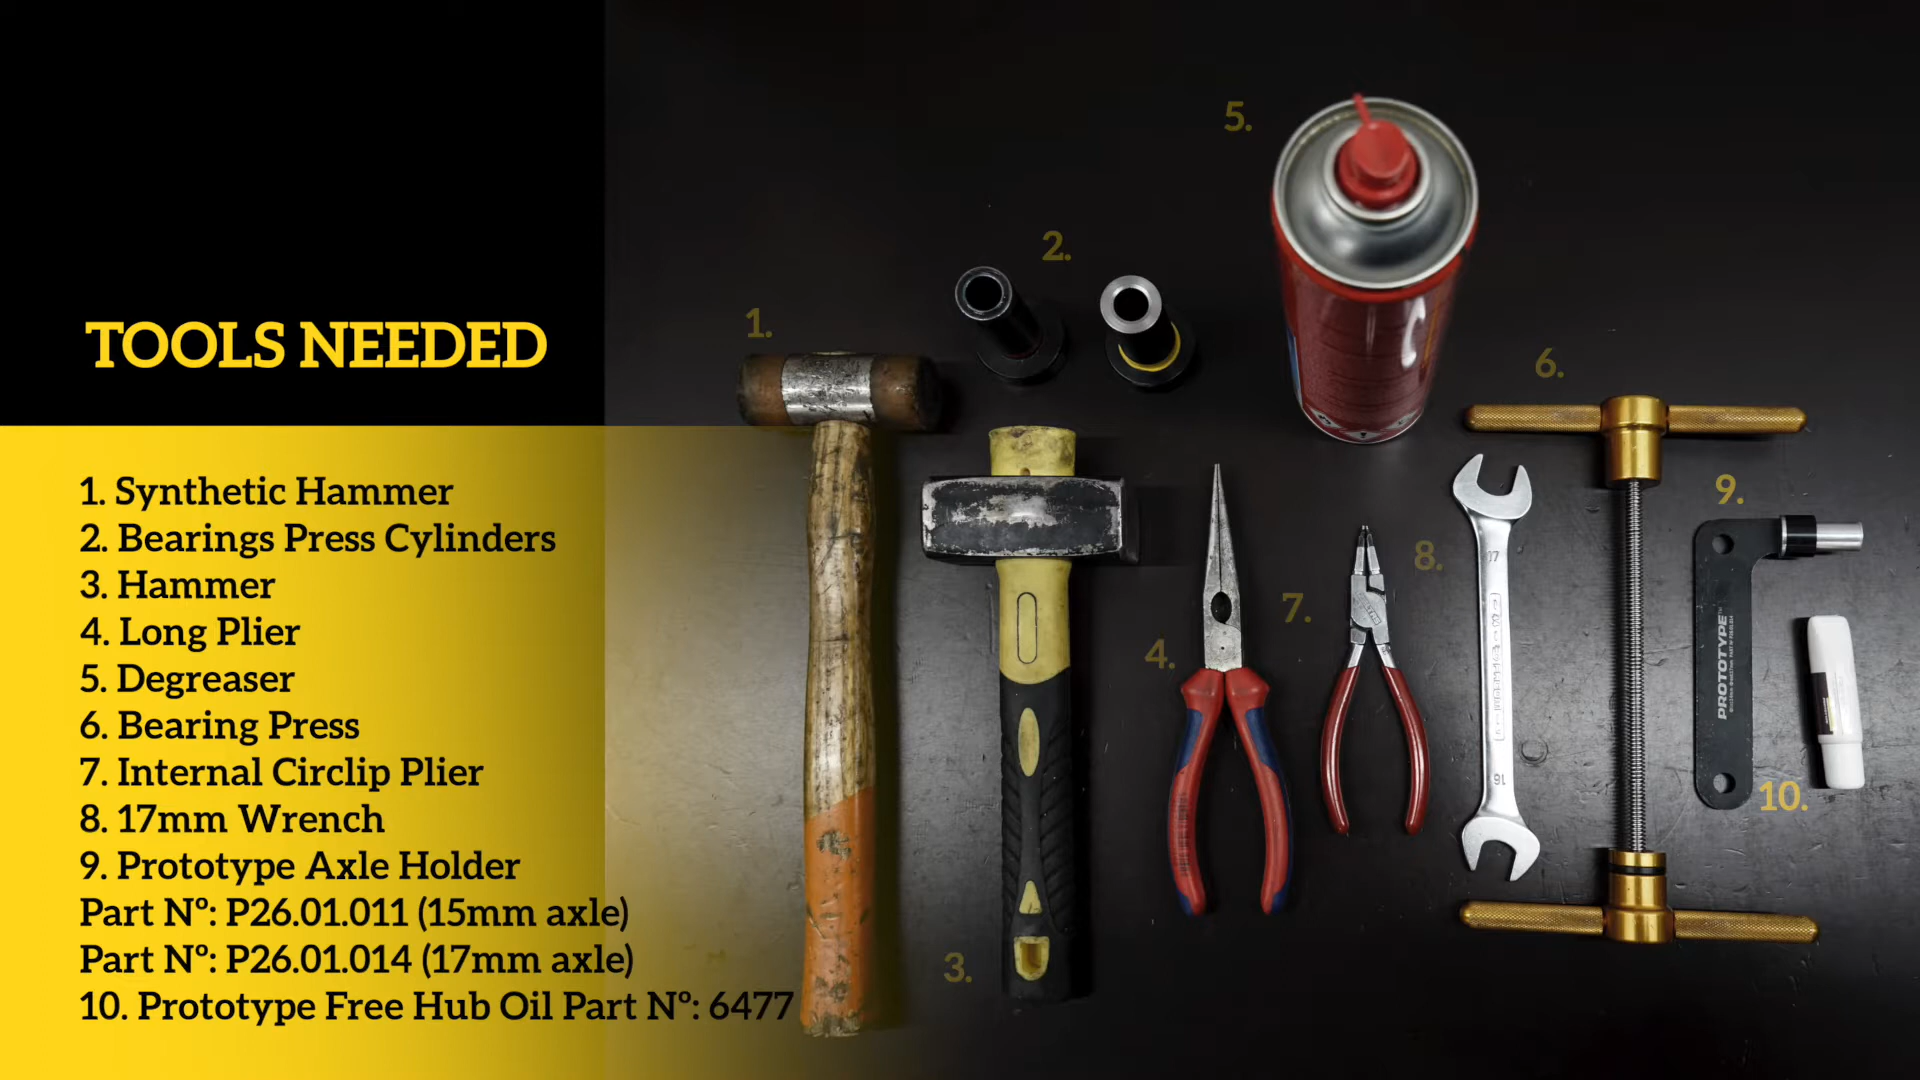 TOOLS NEEDED
1. Synthetic Hammer
2. Bearings Press Cylinders
3. Hammer
4. Long Plier
5. Degreaser
6. Bearing Press
7. Internal Circlip Plier
8. 17mm Wrench
9. Prototype Axle Holder
Part Nº: P26.01.011 (15mm axle)
Part Nº: P26.01.014 (17mm axle)
10. Prototype Free Hub Oil Part Nº: 6477
1.
2.
3.
4.
5.
6.
7.
8.
9.
10.
PROTOTYPE
16